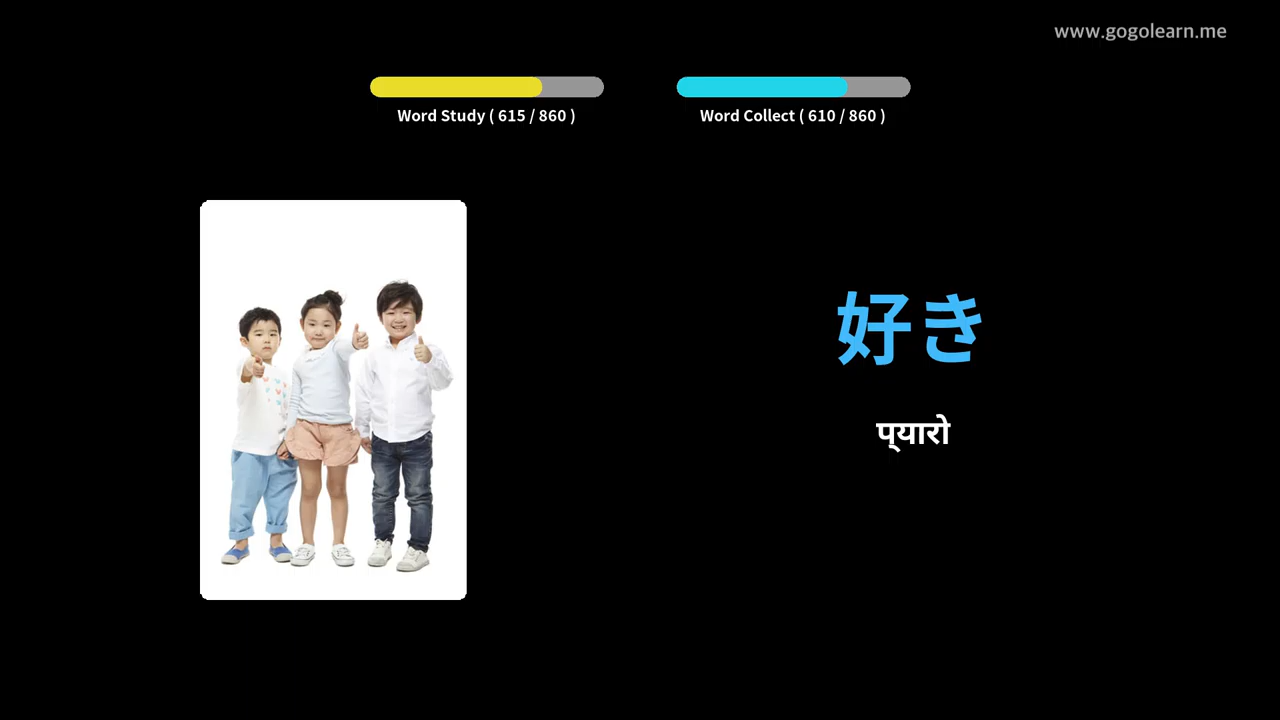 www.gogolearn.me
Word Study ( 615 / 860 )
Word Collect ( 610 / 860 )
好き
प्यारो